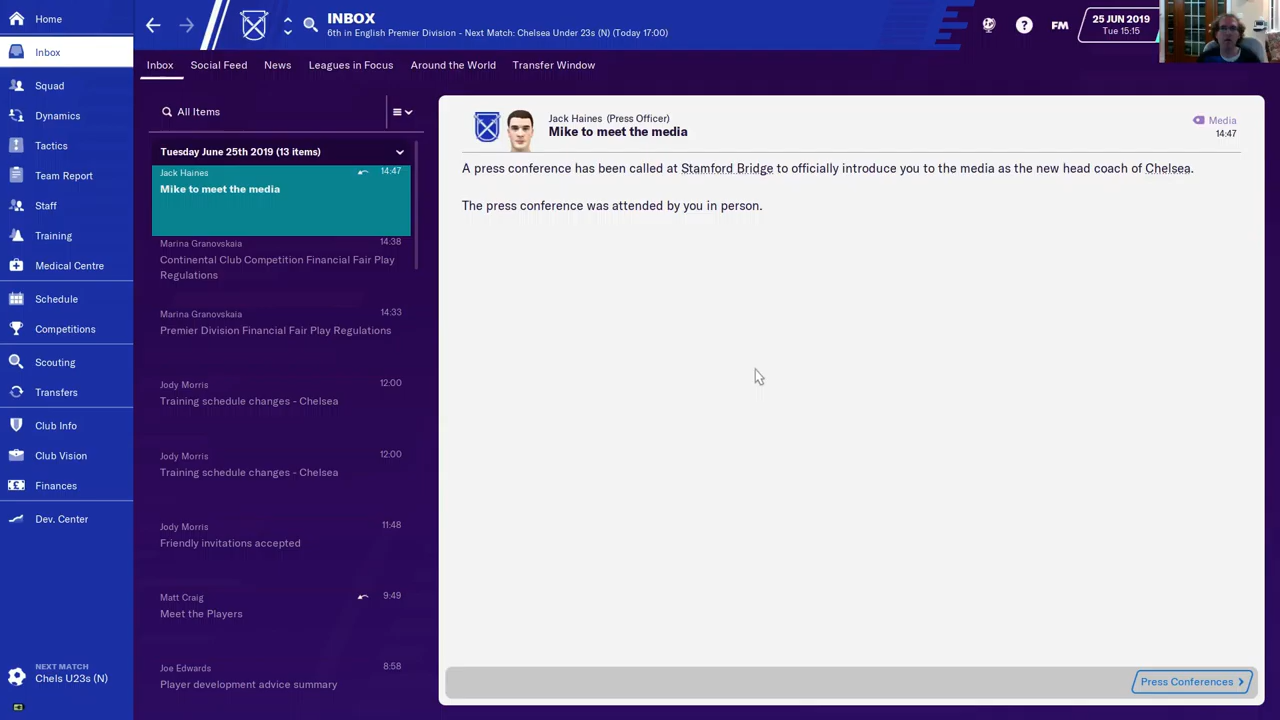 Home
Inbox
Squad
Dynamics
Tactics
Team Report
Staff
Training
Medical Centre
Schedule
Competitions
Scouting
Transfers
Club Info
Club Vision
Finances
Dev. Center
NEXT MATCH
Chels U23s (N)
INBOX
6th in English Premier Division - Next Match: Chelsea Under 23s (N) (Today 17:00)
FM
25 JUN 2019
Tue 15:15
Inbox Social Feed News Leagues in Focus Around the World Transfer Window
All Items
Tuesday June 25th 2019 (13 items)
Jack Haines 14:47
Mike to meet the media
Marina Granovskaia 14:38
Continental Club Competition Financial Fair Play
Regulations
Marina Granovskaia 14:33
Premier Division Financial Fair Play Regulations
Jody Morris 12:00
Training schedule changes - Chelsea
Jody Morris 12:00
Training schedule changes - Chelsea
Jody Morris 11:48
Friendly invitations accepted
Matt Craig 9:49
Meet the Players
Joe Edwards 8:58
Player development advice summary
Jack Haines (Press Officer)
Mike to meet the media
Media
14:47
A press conference has been called at Stamford Bridge to officially introduce you to the media as the new head coach of Chelsea.
The press conference was attended by you in person.
Press Conferences